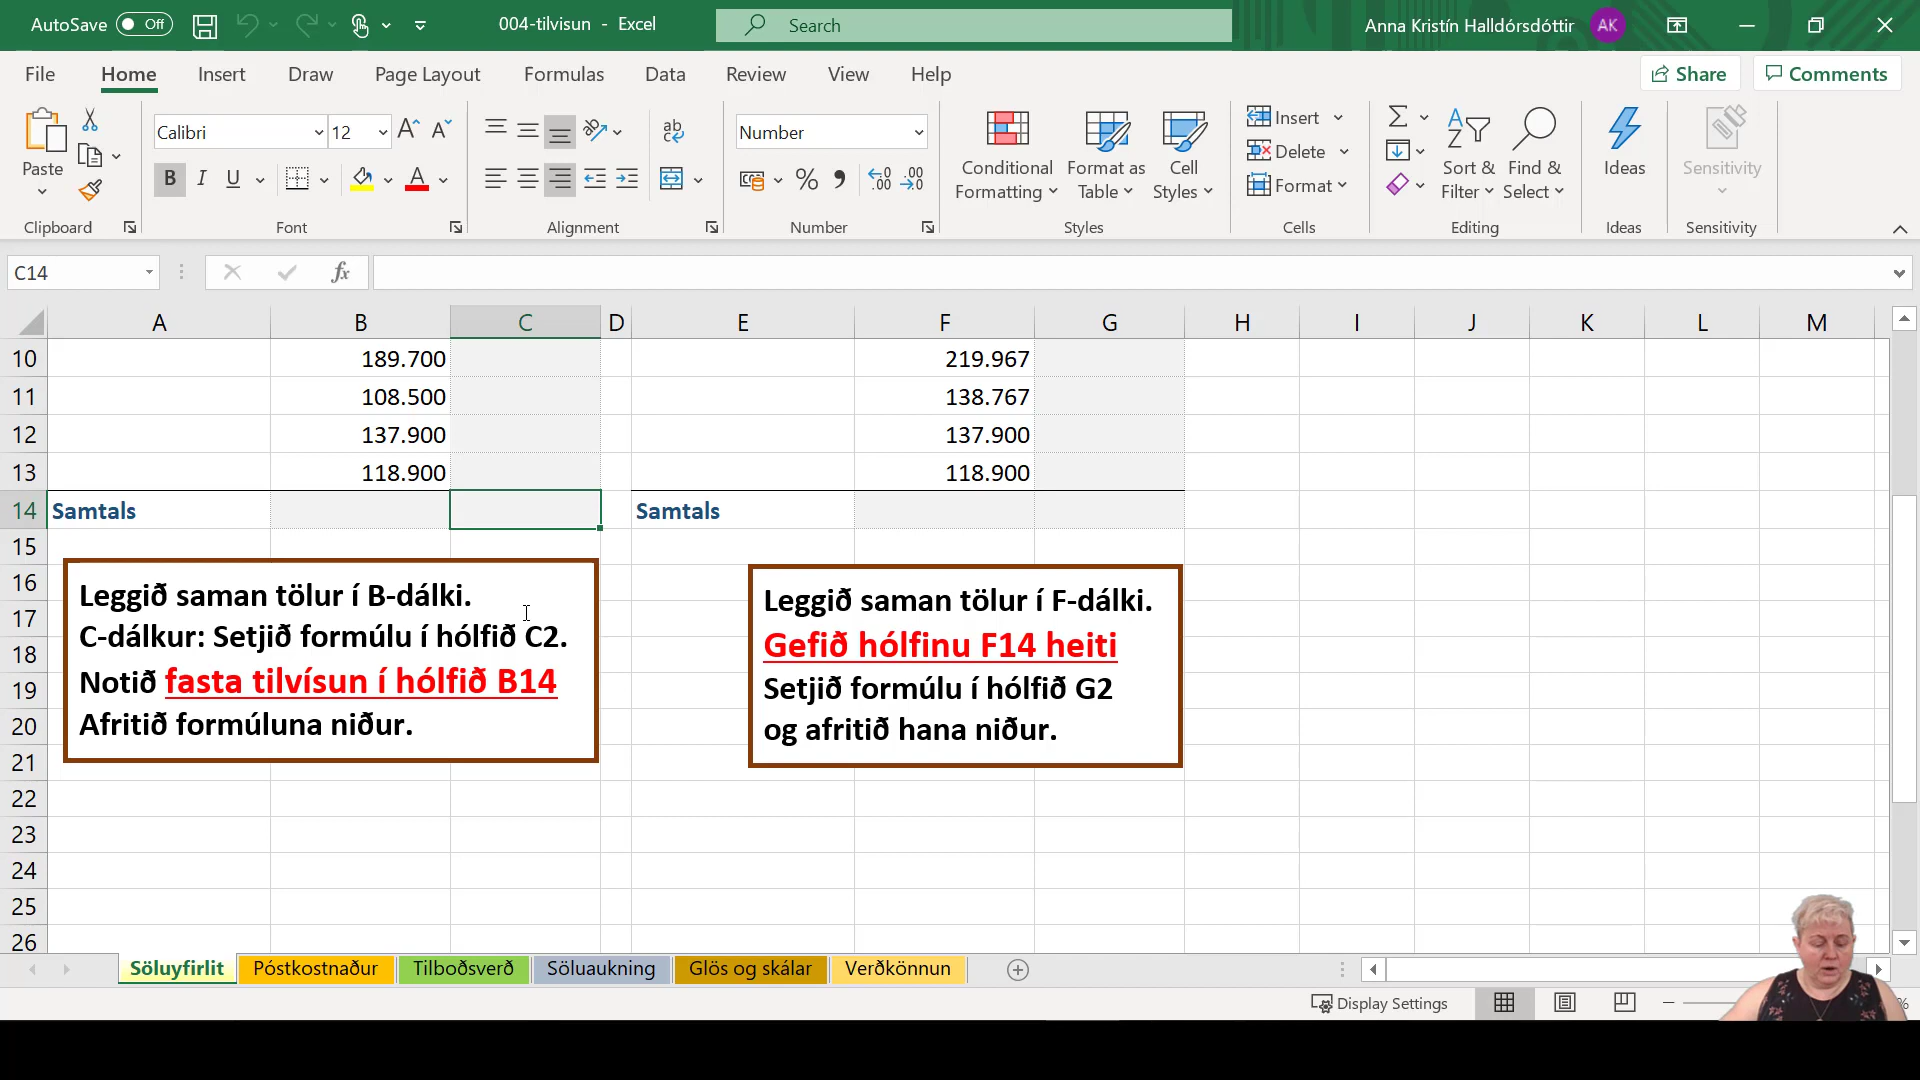 AutoSave Off 004-tilvisun - Excel Search Anna Kristín Halldórsdóttir AK
File Home Insert Draw Page Layout Formulas Data Review View Help Share Comments
Calibri 12 Number Insert
Paste Conditional Formatting Format as Table Cell Styles Delete Sort & Filter Find & Select Ideas Sensitivity
B I U Format
Clipboard Font Alignment Number Styles Cells Editing Ideas Sensitivity
C14 fx
A B C D E F G H I J K L M
10 189.700 219.967
11 108.500 138.767
12 137.900 137.900
13 118.900 118.900
14 Samtals Samtals
15
16
17
18
19
20
21
22
23
24
25
26
Leggið saman tölur í B-dálki.
C-dálkur: Setjið formúlu í hólfið C2.
Notið fasta tilvísun í hólfið B14
Afritið formúluna niður.
Leggið saman tölur í F-dálki.
Gefið hólfinu F14 heiti
Setjið formúlu í hólfið G2
og afritið hana niður.
Söluyfirlit Póstkostnaður Tilboðsverð Söluaukning Glös og skálar Verðkönnun
Display Settings %